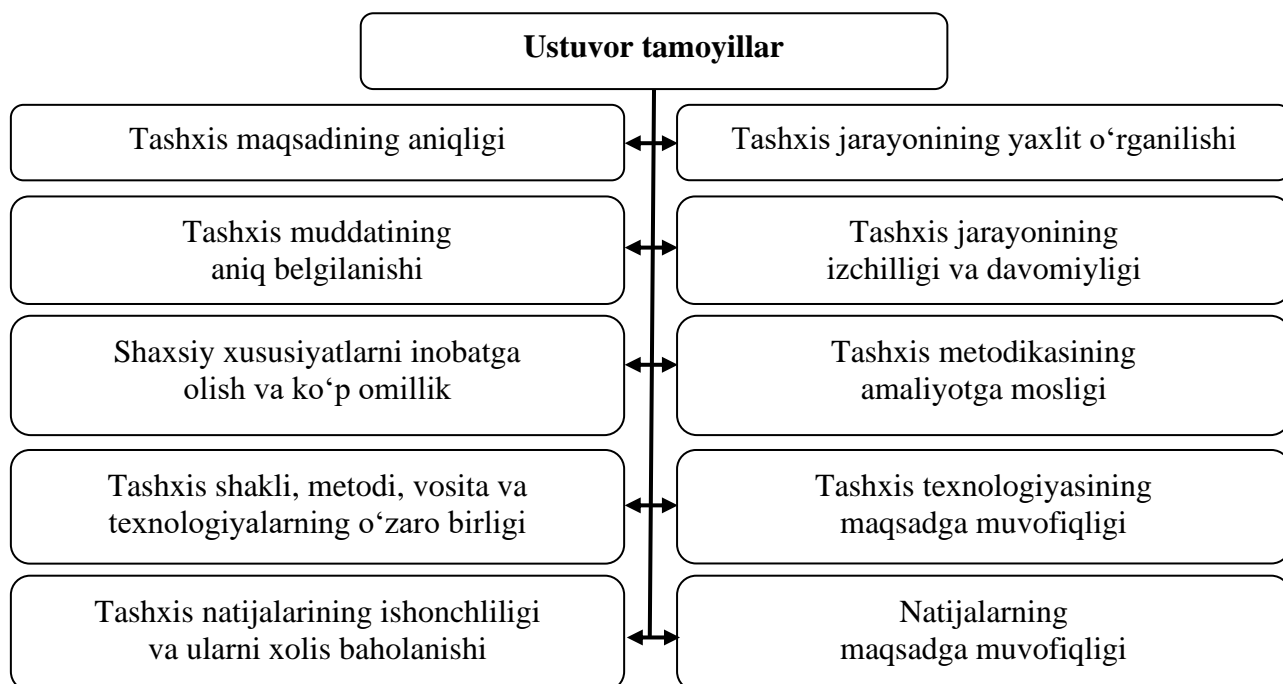 Ustuvor tamoyillar
Tashxis maqsadining aniqligi
Tashxis jarayonining yaxlit o‘rganilishi
Tashxis muddatining
aniq belgilanishi
Tashxis jarayonining
izchilligi va davomiyligi
Shaxsiy xususiyatlarni inobatga
olish va ko‘p omillik
Tashxis metodikasining
amaliyotga mosligi
Tashxis shakli, metodi, vosita va
texnologiyalarning o‘zaro birligi
Tashxis texnologiyasining
maqsadga muvofiqligi
Tashxis natijalarining ishonchliligi
va ularni xolis baholanishi
Natijalarning
maqsadga muvofiqligi